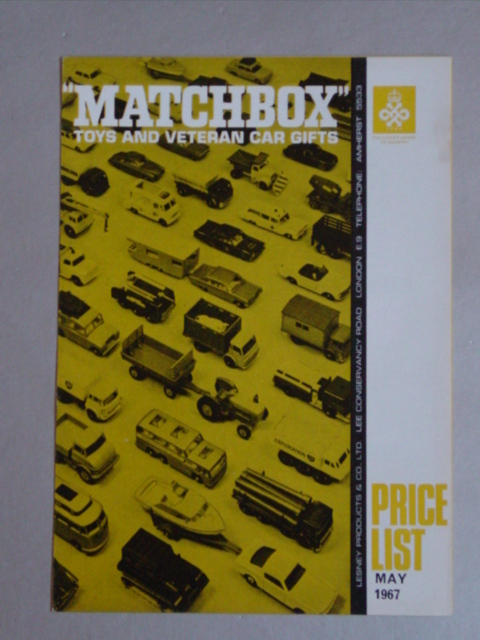 "MATCHBOX"
TOYS AND VETERAN CAR GIFTS
LESNEY PRODUCTS & CO. LTD. LEE CONSERVANCY ROAD LONDON E.9 TELEPHONE: AMHERST 5533
PRICE
LIST
MAY
1967